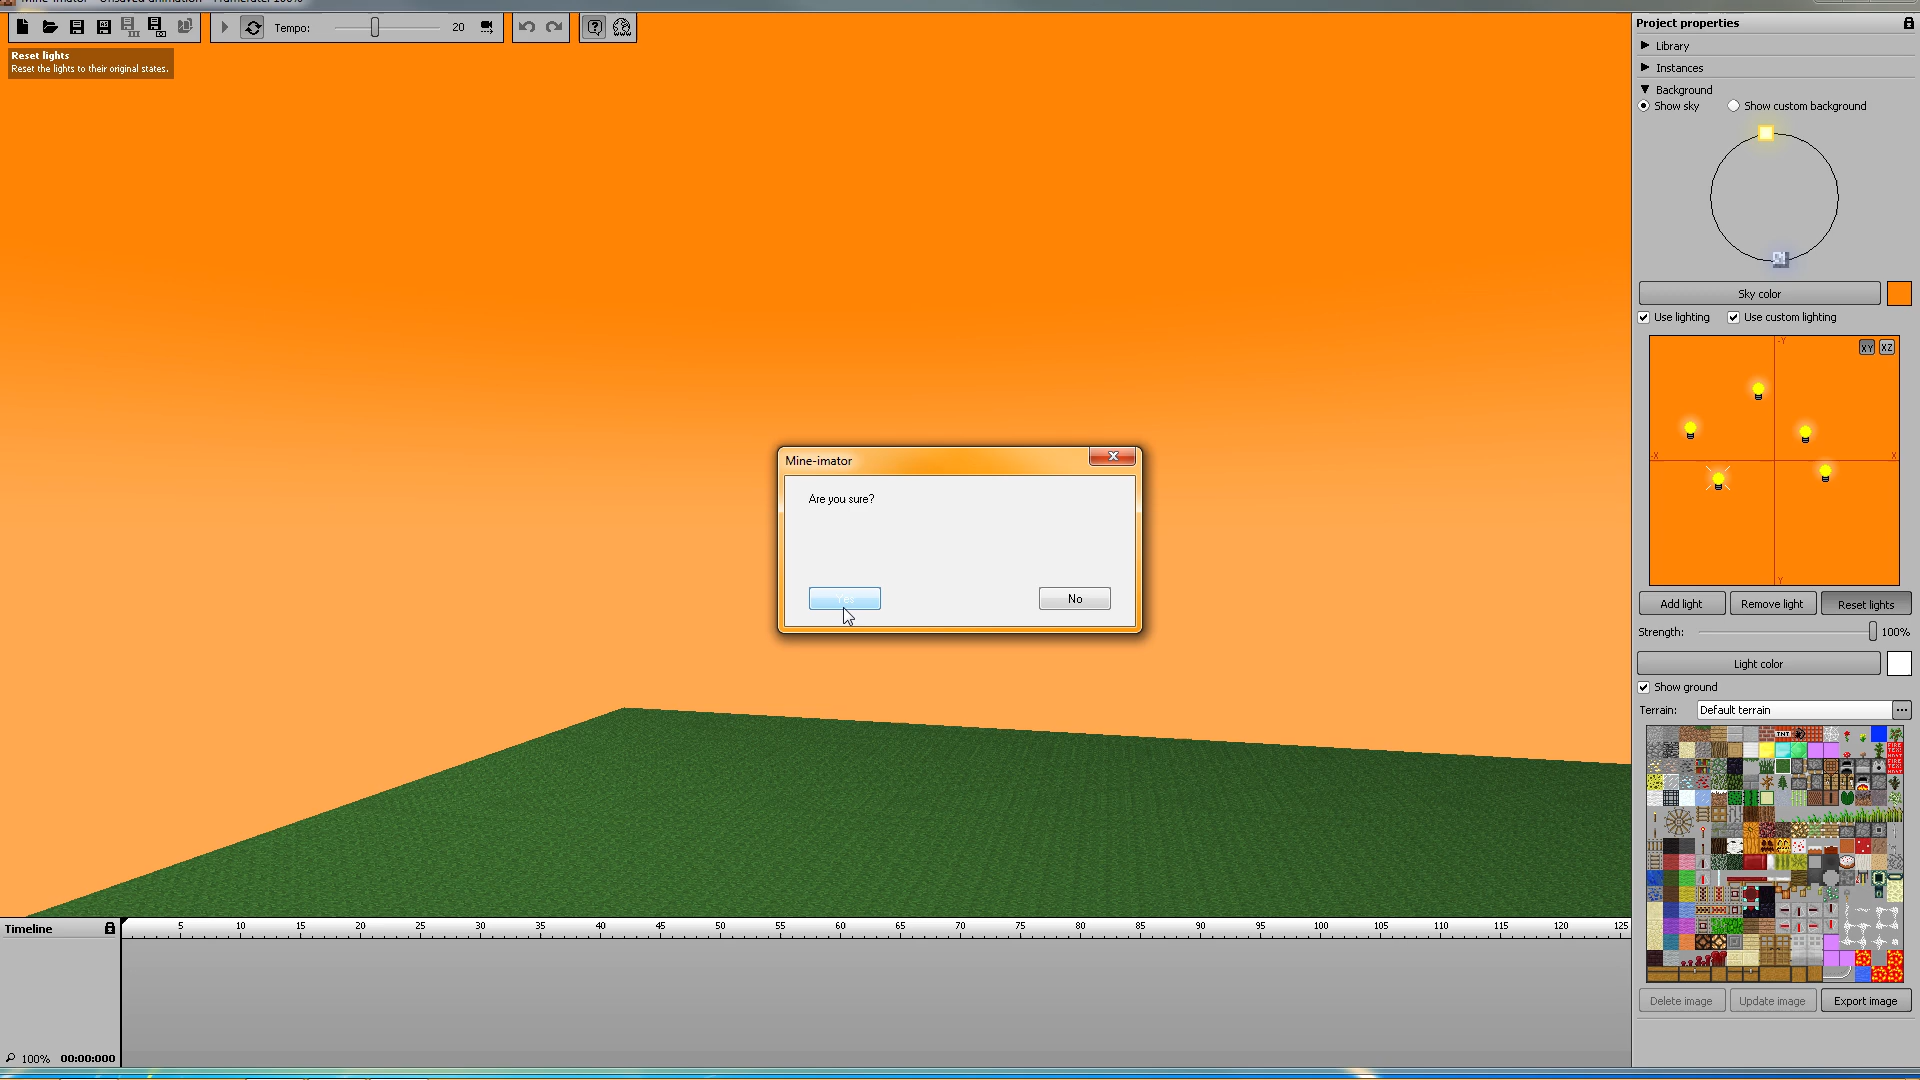 Tempo:
20
Reset lights
Reset the lights to their original states.
Project properties
Library
Instances
Background
Show sky
Show custom background
Sky color
Use lighting
Use custom lighting
-Y
XY
XZ
-X
X
Y
Add light
Remove light
Reset lights
Strength:
100%
Light color
Show ground
Terrain:
Default terrain
...
TNT
Delete image
Update image
Export image
Mine-imator
Are you sure?
Yes
No
Timeline
5 10 15 20 25 30 35 40 45 50 55 60 65 70 75 80 85 90 95 100 105 110 115 120 125
100%
00:00:000